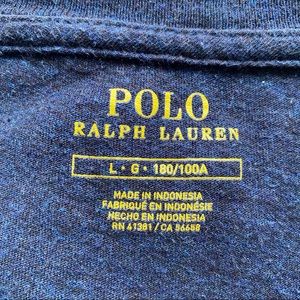 POLO
RALPH LAUREN
L • G • 180/100A
MADE IN INDONESIA
FABRIQUÉ EN INDONÉSIE
HECHO EN INDONESIA
RN 41381 / CA 56658